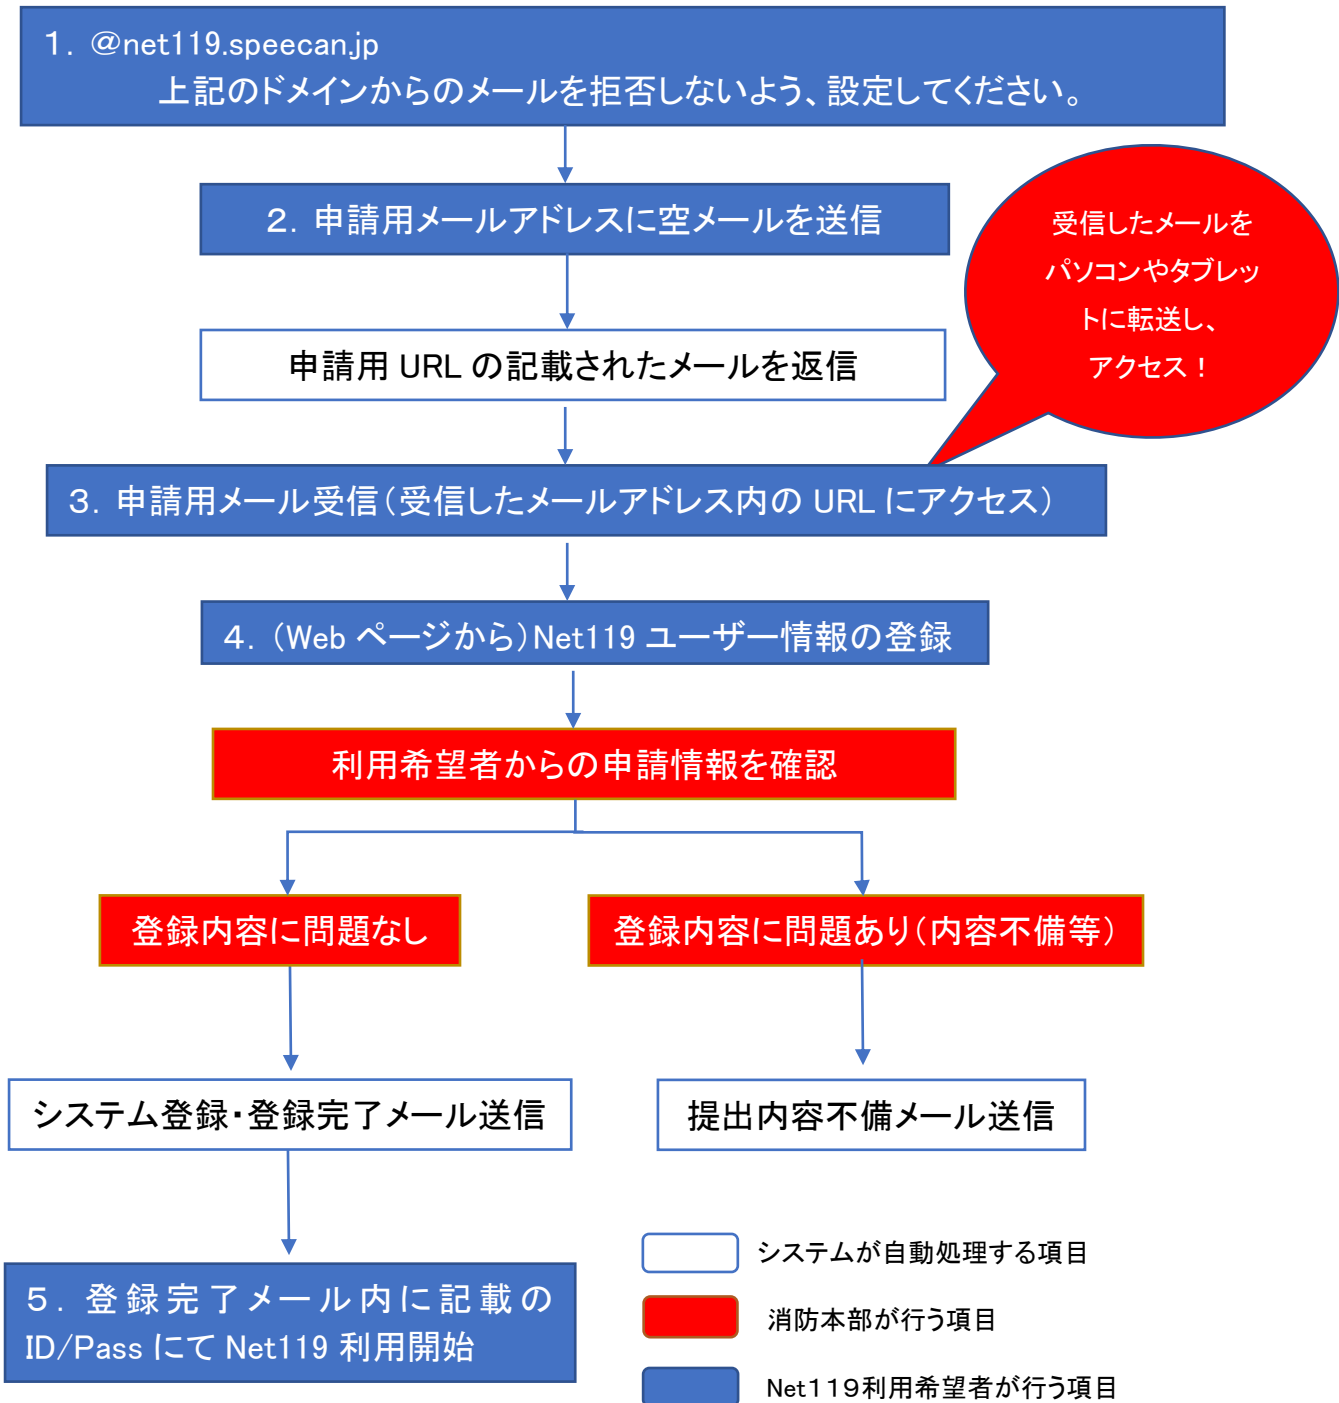 １．＠net119.speecan.jp
上記のドメインからのメールを拒否しないよう、設定してください。
２．申請用メールアドレスに空メールを送信
受信したメールを
パソコンやタブレッ
トに転送し、
アクセス！
申請用 URL の記載されたメールを返信
３．申請用メール受信（受信したメールアドレス内の URL にアクセス）
４．（Web ページから）Net119 ユーザー情報の登録
利用希望者からの申請情報を確認
登録内容に問題なし
登録内容に問題あり（内容不備等）
システム登録・登録完了メール送信
提出内容不備メール送信
５．登録完了メール内に記載の
ID/Pass にて Net119 利用開始
システムが自動処理する項目
消防本部が行う項目
Net１１９利用希望者が行う項目